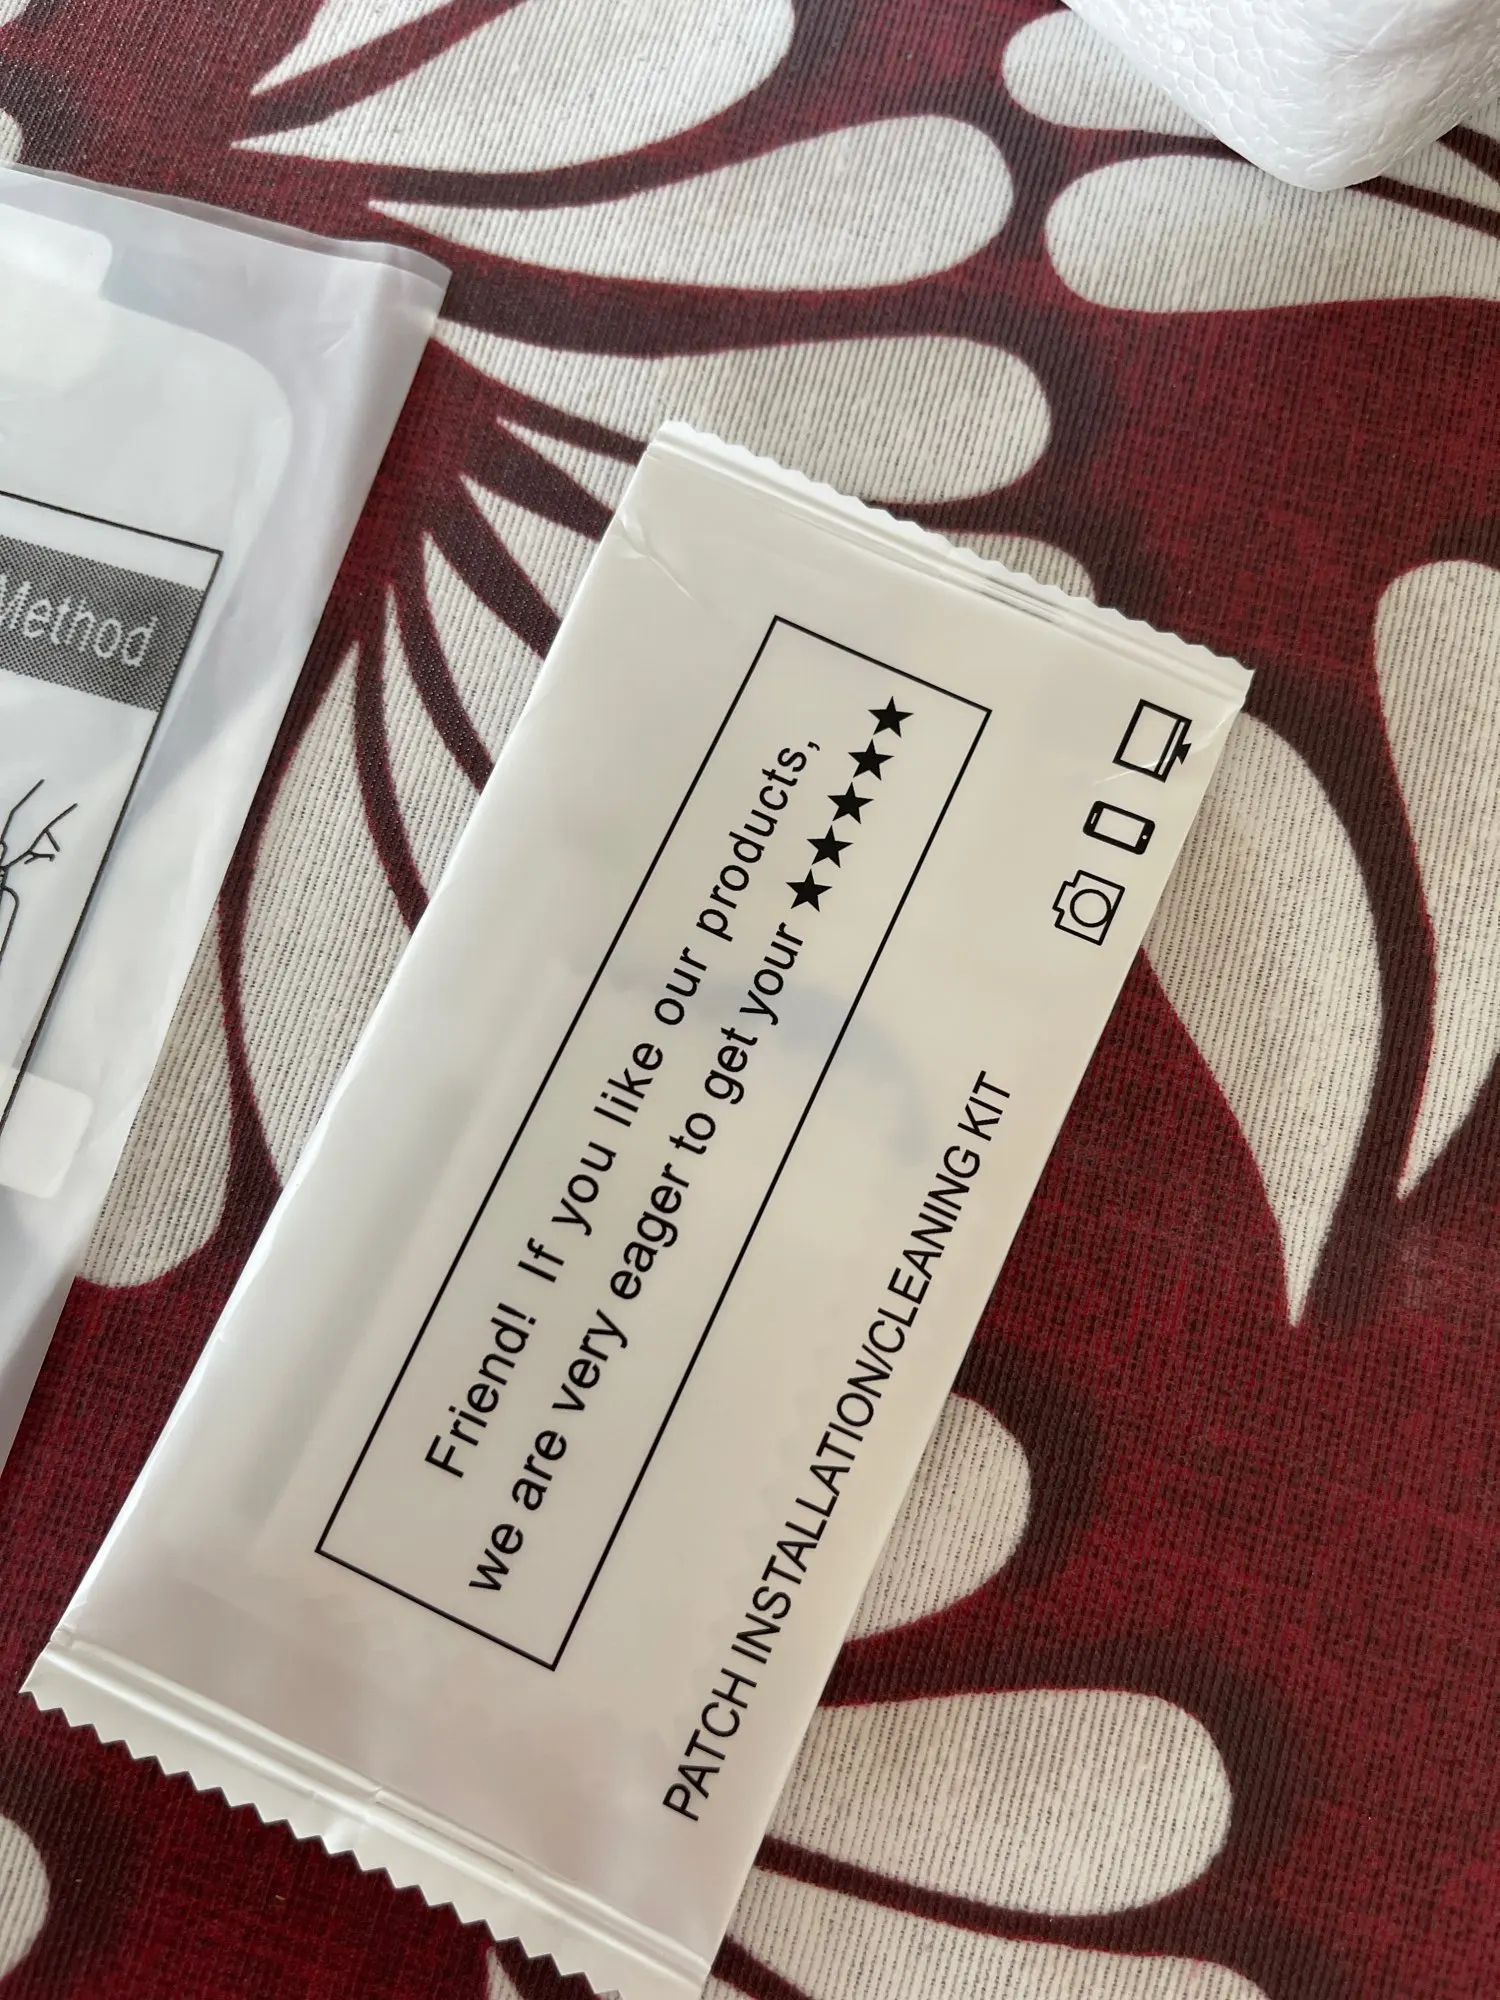 Method
Friend! If you like our products,
we are very eager to get your ★★★★★
PATCH INSTALLATION/CLEANING KIT